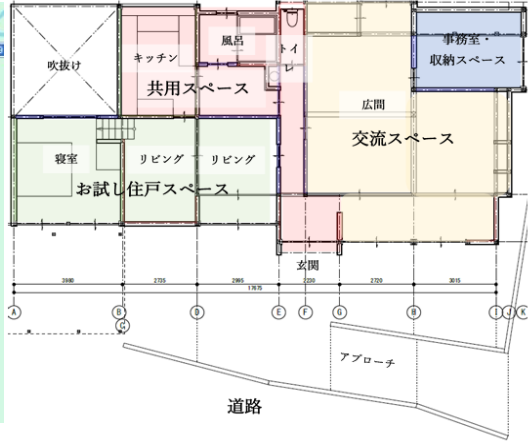 吹抜け
キッチン
風呂
トイレ
事務室・
収納スペース
共用スペース
広間
交流スペース
寝室
リビング
リビング
お試し住戸スペース
玄関
3980
2735
2995
2230
2720
3015
17675
A
B
C
D
E
F
G
H
I
J
K
アプローチ
道路